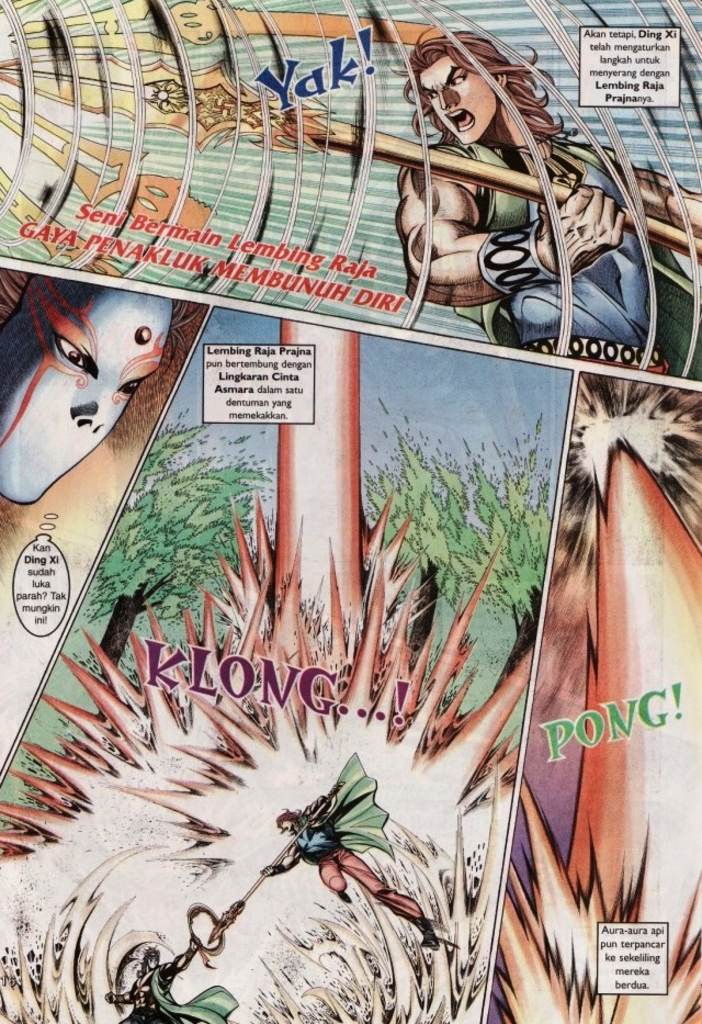 Yak!
Akan tetapi, Ding Xi
telah mengaturkan
langkah untuk
menyerang dengan
Lembing Raja
Prajnanya.
Seni Bermain Lembing Raja
GAYA PENAKLUK MEMBUNUH DIRI
Kan
Ding Xi
sudah
luka
parah? Tak
mungkin
ini!
Lembing Raja Prajna
pun bertembung dengan
Lingkaran Cinta
Asmara dalam satu
dentuman yang
memekakkan.
KLONG...!
PONG!
Aura-aura api
pun terpancar
ke sekeliling
mereka
berdua.